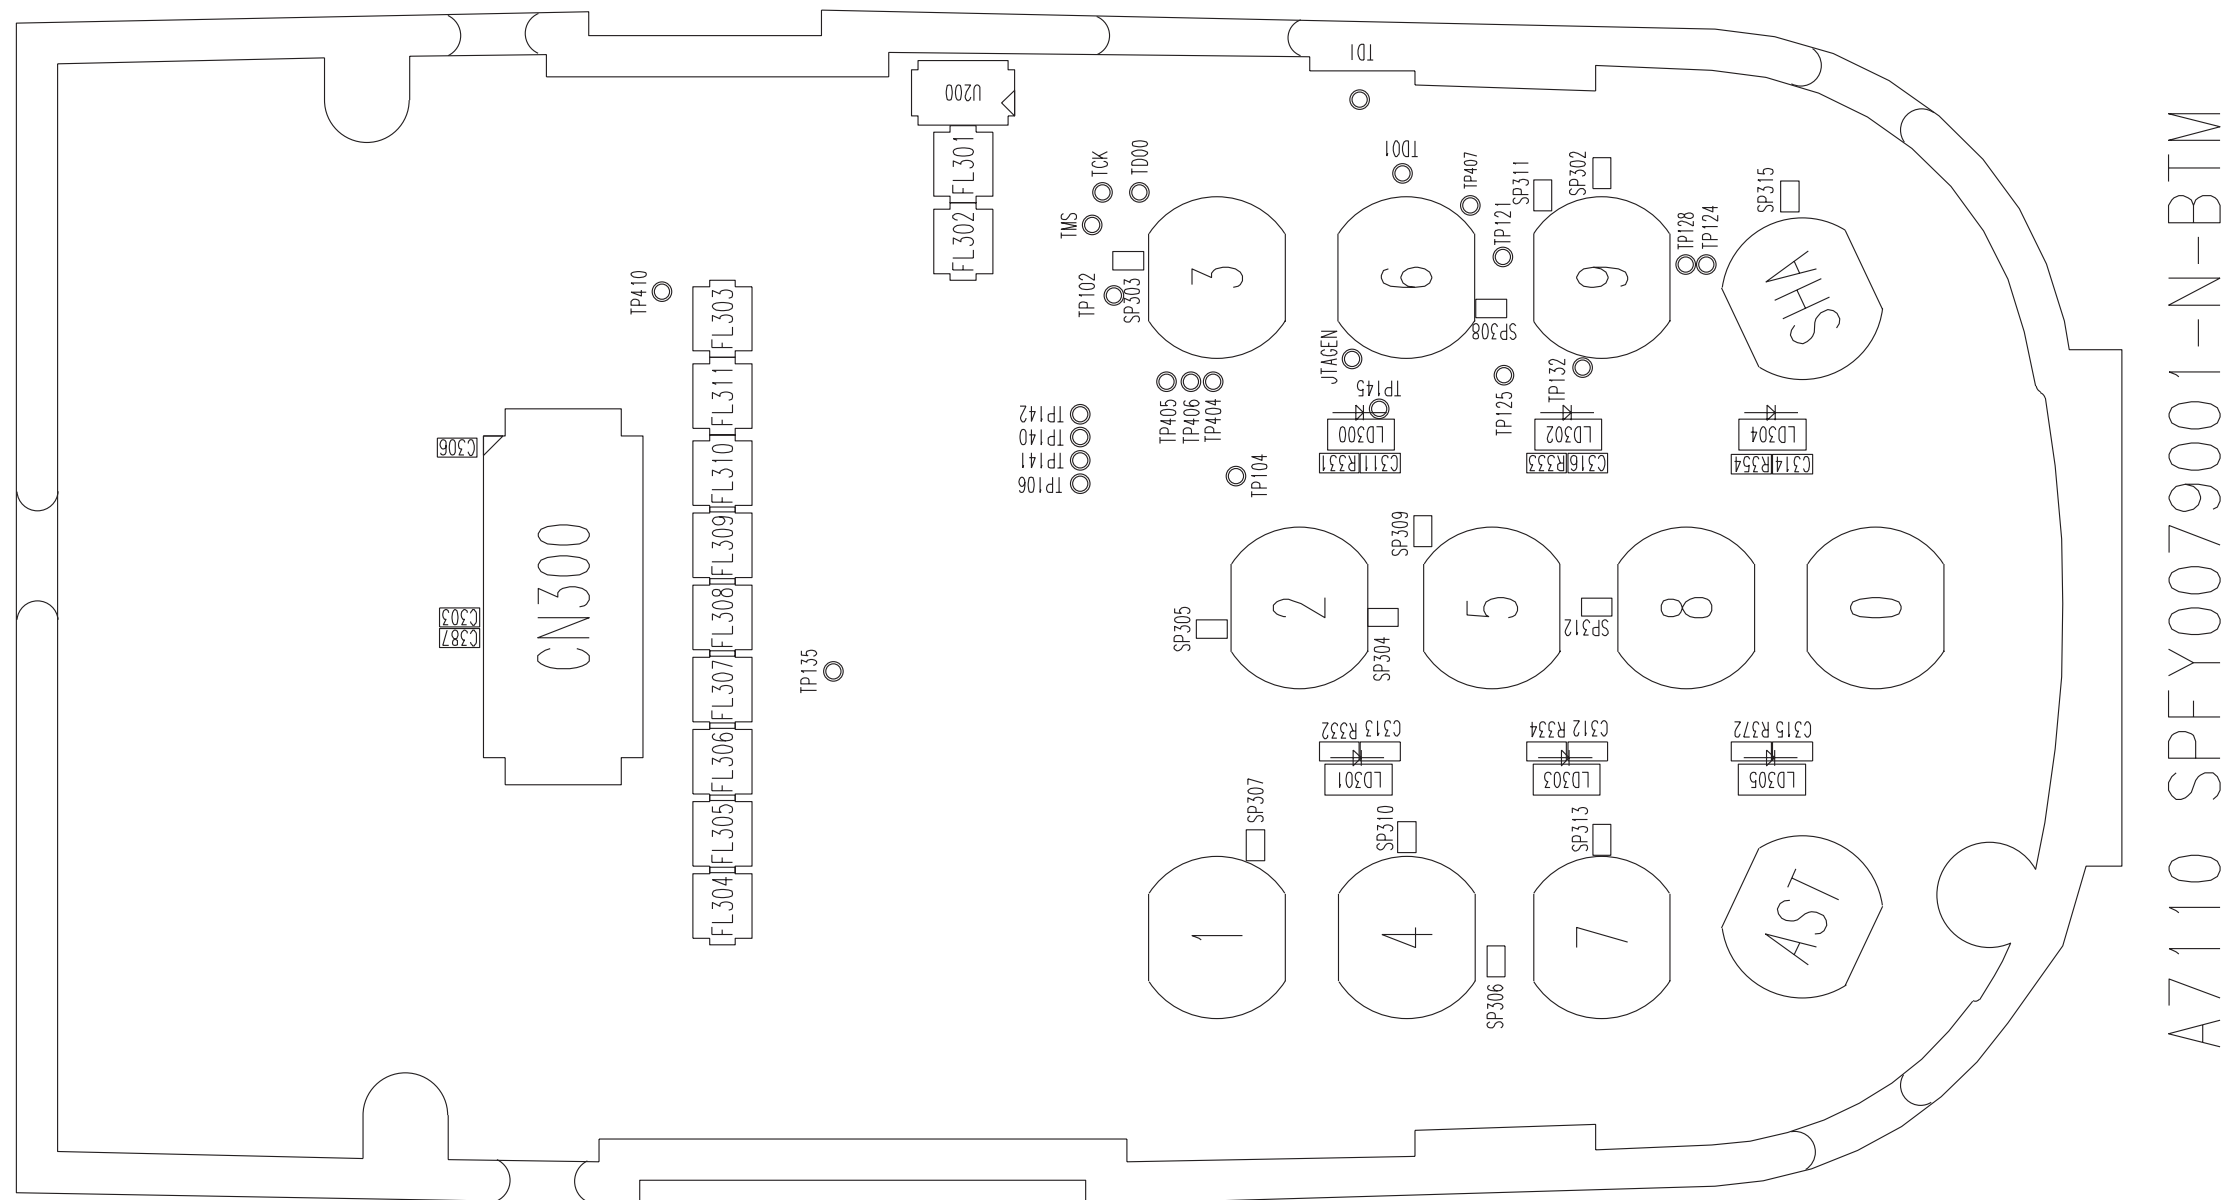 TD1
U200
FL301
FL302
TCK
TDO0
TMS
TDO1
TP407
SP311
SP302
SP315
TP121
TP128
TP124
TP410
TP102
SP303
3
6
9
SHA
SP308
FL303
FL311
FL310
FL309
FL308
FL307
FL306
FL305
FL304
JTAGEN
TP145
TP125
TP132
TP405
TP406
TP404
TP142
TP140
TP141
TP106
TP104
C306
CN300
C303
C387
TP135
LD300
R331
C311
LD302
R333
C316
LD304
R354
C314
SP309
SP305
2
SP304
5
SP312
8
0
R332
C313
R334
C312
R372
C315
LD301
LD303
LD305
SP307
SP310
SP313
1
4
7
AST
SP306
A7110 SPFY0079001-N-BTM